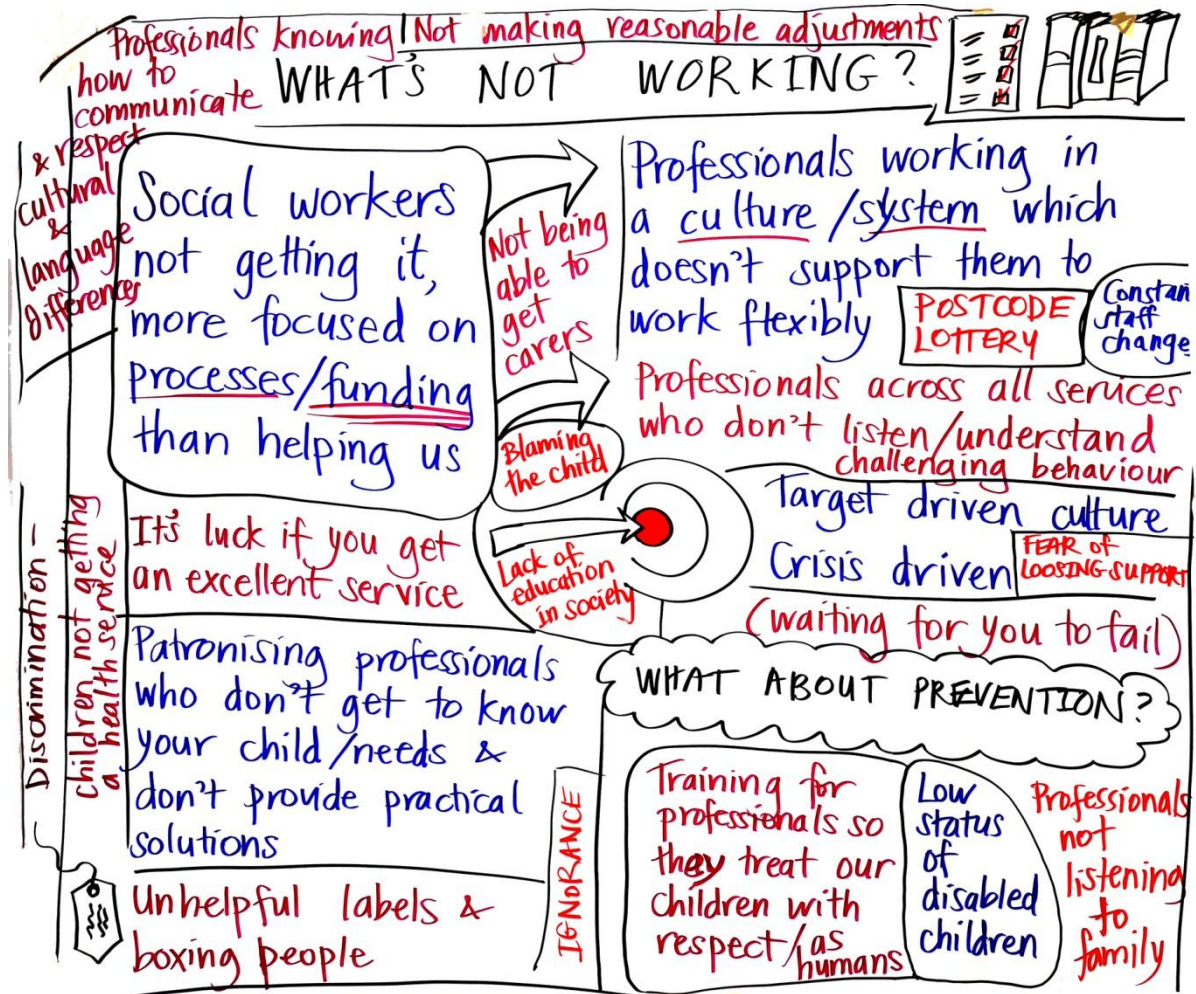 Professionals knowing
how to
communicate
& respect
cultural
&
language
differences
Not making reasonable adjustments
WHAT'S NOT WORKING?
Social workers
not getting it,
more focused on
processes/funding
than helping us
Not being
able to
get
carers
Professionals working in
a culture/system which
doesn't support them to
work flexibly
POSTCODE
LOTTERY
Constan
staff
change
Professionals across all services
who don't listen/understand
challenging behaviour
Blaming
the child
Lack of
education
in society
Target driven culture
Crisis driven
FEAR of
LOOSING SUPPORT
(waiting for you to fail)
Discrimination -
children not getting
a health service
It's luck if you get
an excellent service
Patronising professionals
who don't get to know
your child/needs &
don't provide practical
solutions
Unhelpful labels &
boxing people
IGNORANCE
WHAT ABOUT PREVENTION?
Training for
professionals so
they treat our
children with
respect/as
humans
Low
status
of
disabled
children
Professionals
not
listening
to
family